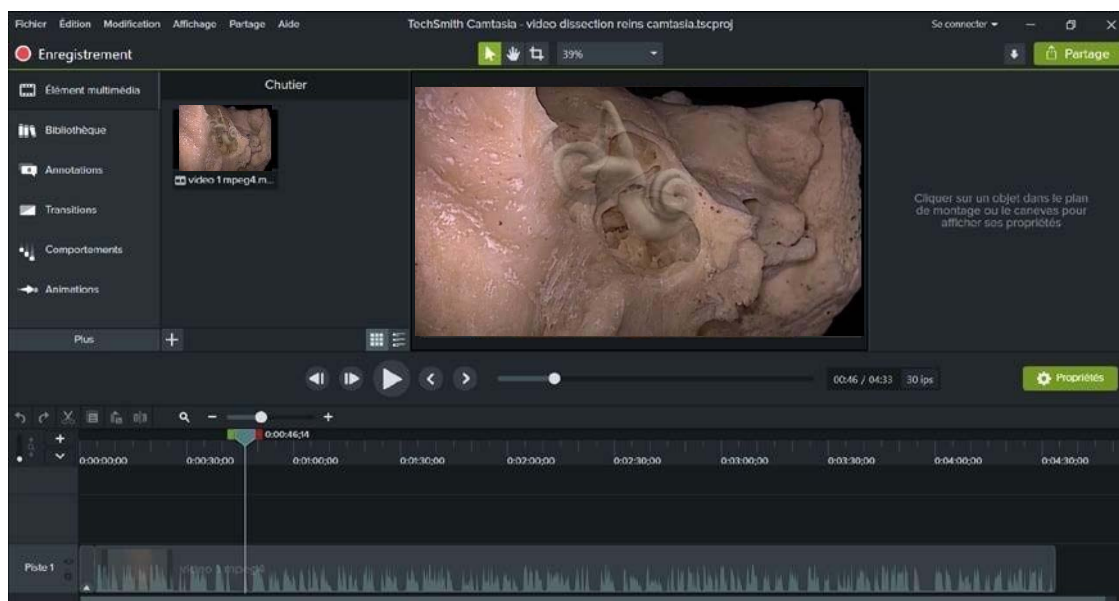 Fichier Édition Modification Affichage Partage Aide
TechSmith Camtasia - video dissection reins camtasia.tscproj
Se connecter
Enregistrement
39%
Partage
Élément multimédia
Bibliothèque
Annotations
Transitions
Comportements
Animations
Plus
Chutier
video 1 mpeg4.m...
Cliquer sur un objet dans le plan
de montage ou le canevas pour
afficher ses propriétés
00:46 / 04:33 30 ips
Propriétés
0:00:46;14
0:00:00;00 0:00:30;00 0:01:00;00 0:01:30;00 0:02:00;00 0:02:30;00 0:03:00;00 0:03:30;00 0:04:00;00 0:04:30;00
Piste 1
video 1 mpeg4